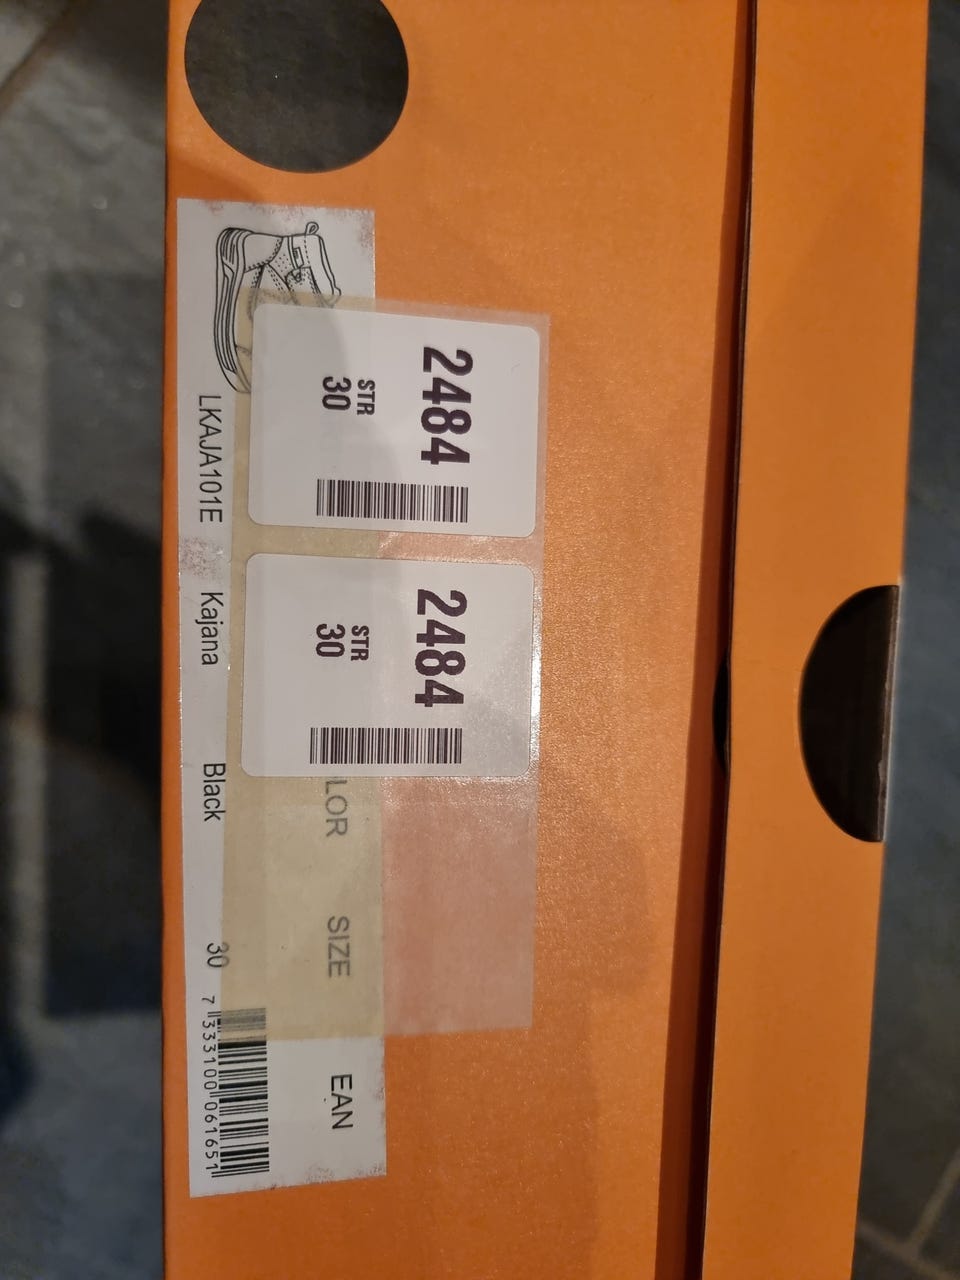 2484
STR
30
2484
STR
30
LOR SIZE EAN
LKAJA101E Kajana Black 30
7 333100 061651